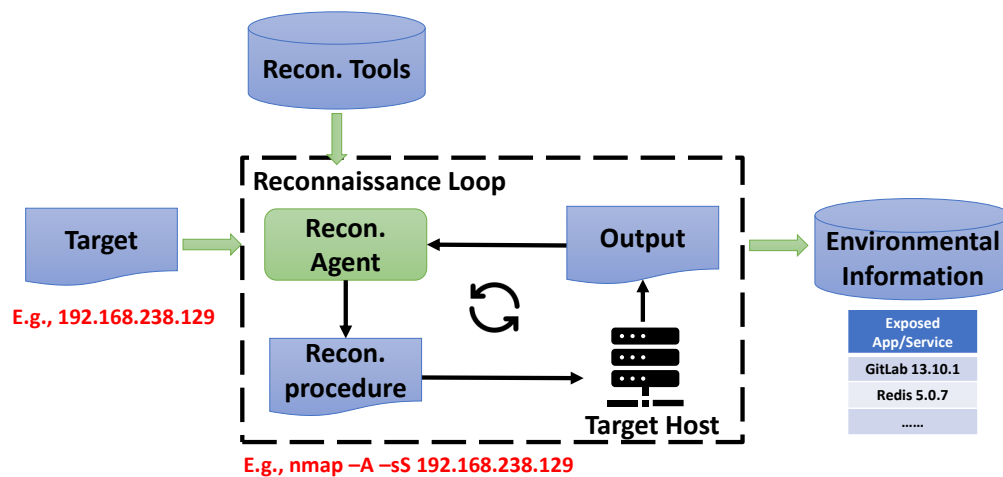 Recon. Tools
Reconnaissance Loop
Target
Recon.
Agent
Output
Environmental
Information
E.g., 192.168.238.129
Recon.
procedure
Target Host
Exposed
App/Service
GitLab 13.10.1
Redis 5.0.7
......
E.g., nmap –A –sS 192.168.238.129